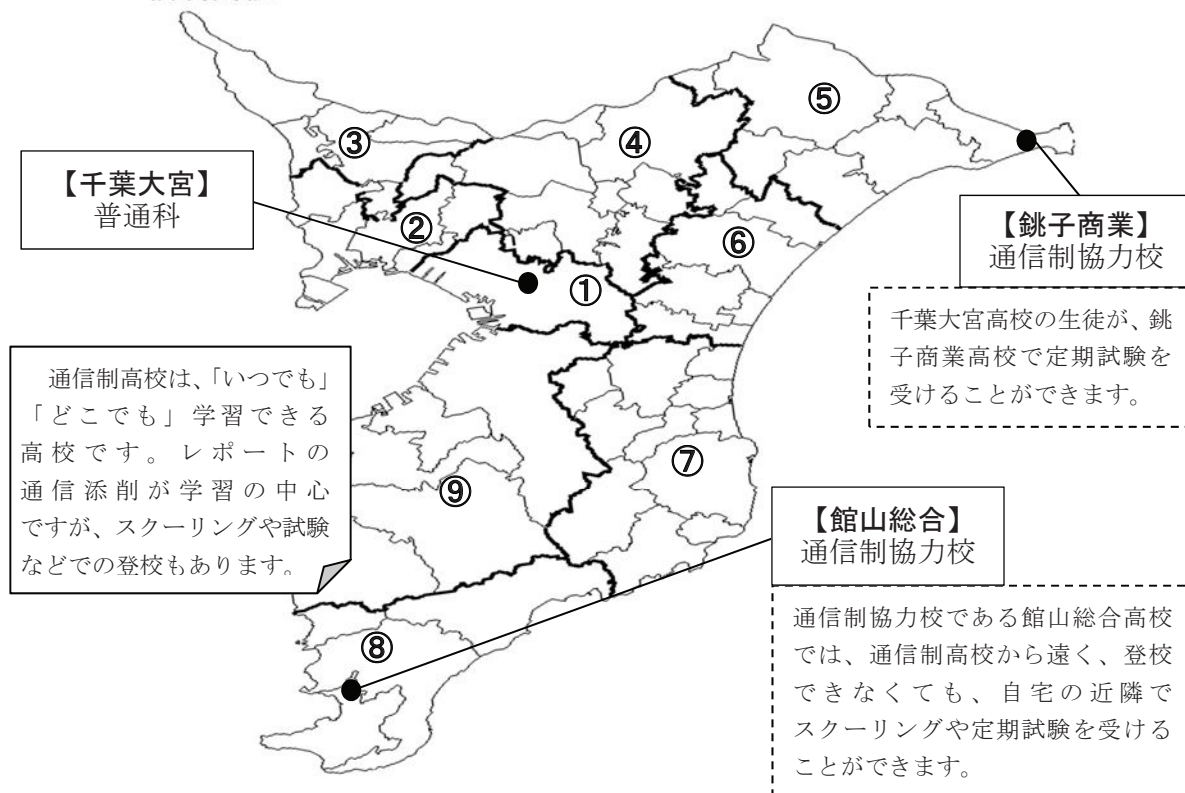 【千葉大宮】
普通科
通信制高校は、「いつでも」
「どこでも」学習できる
高校です。レポートの
通信添削が学習の中心
ですが、スクーリングや試験
などでの登校もあります。
③
②
①
④
⑤
⑥
⑦
⑨
⑧
【銚子商業】
通信制協力校
千葉大宮高校の生徒が、銚
子商業高校で定期試験を
受けることができます。
【館山総合】
通信制協力校
通信制協力校である館山総合高校
では、通信制高校から遠く、登校
できなくても、自宅の近隣で
スクーリングや定期試験を受ける
ことができます。